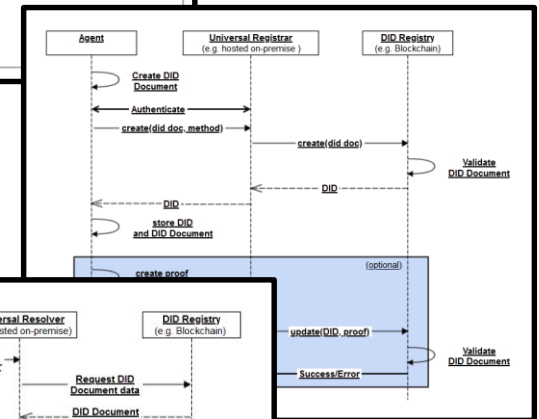 Agent
Universal Registrar
(e.g. hosted on-premise )
DID Registry
(e.g. Blockchain)
Create DID
Document
Authenticate
create(did doc, method)
create(did doc)
Validate
DID Document
DID
DID
store DID
and DID Document
(optional)
create proof
update(DID, proof)
Validate
DID Document
Success/Error
Resolver
on-premise)
DID Registry
(e.g. Blockchain)
Request DID
Document data
DID Document